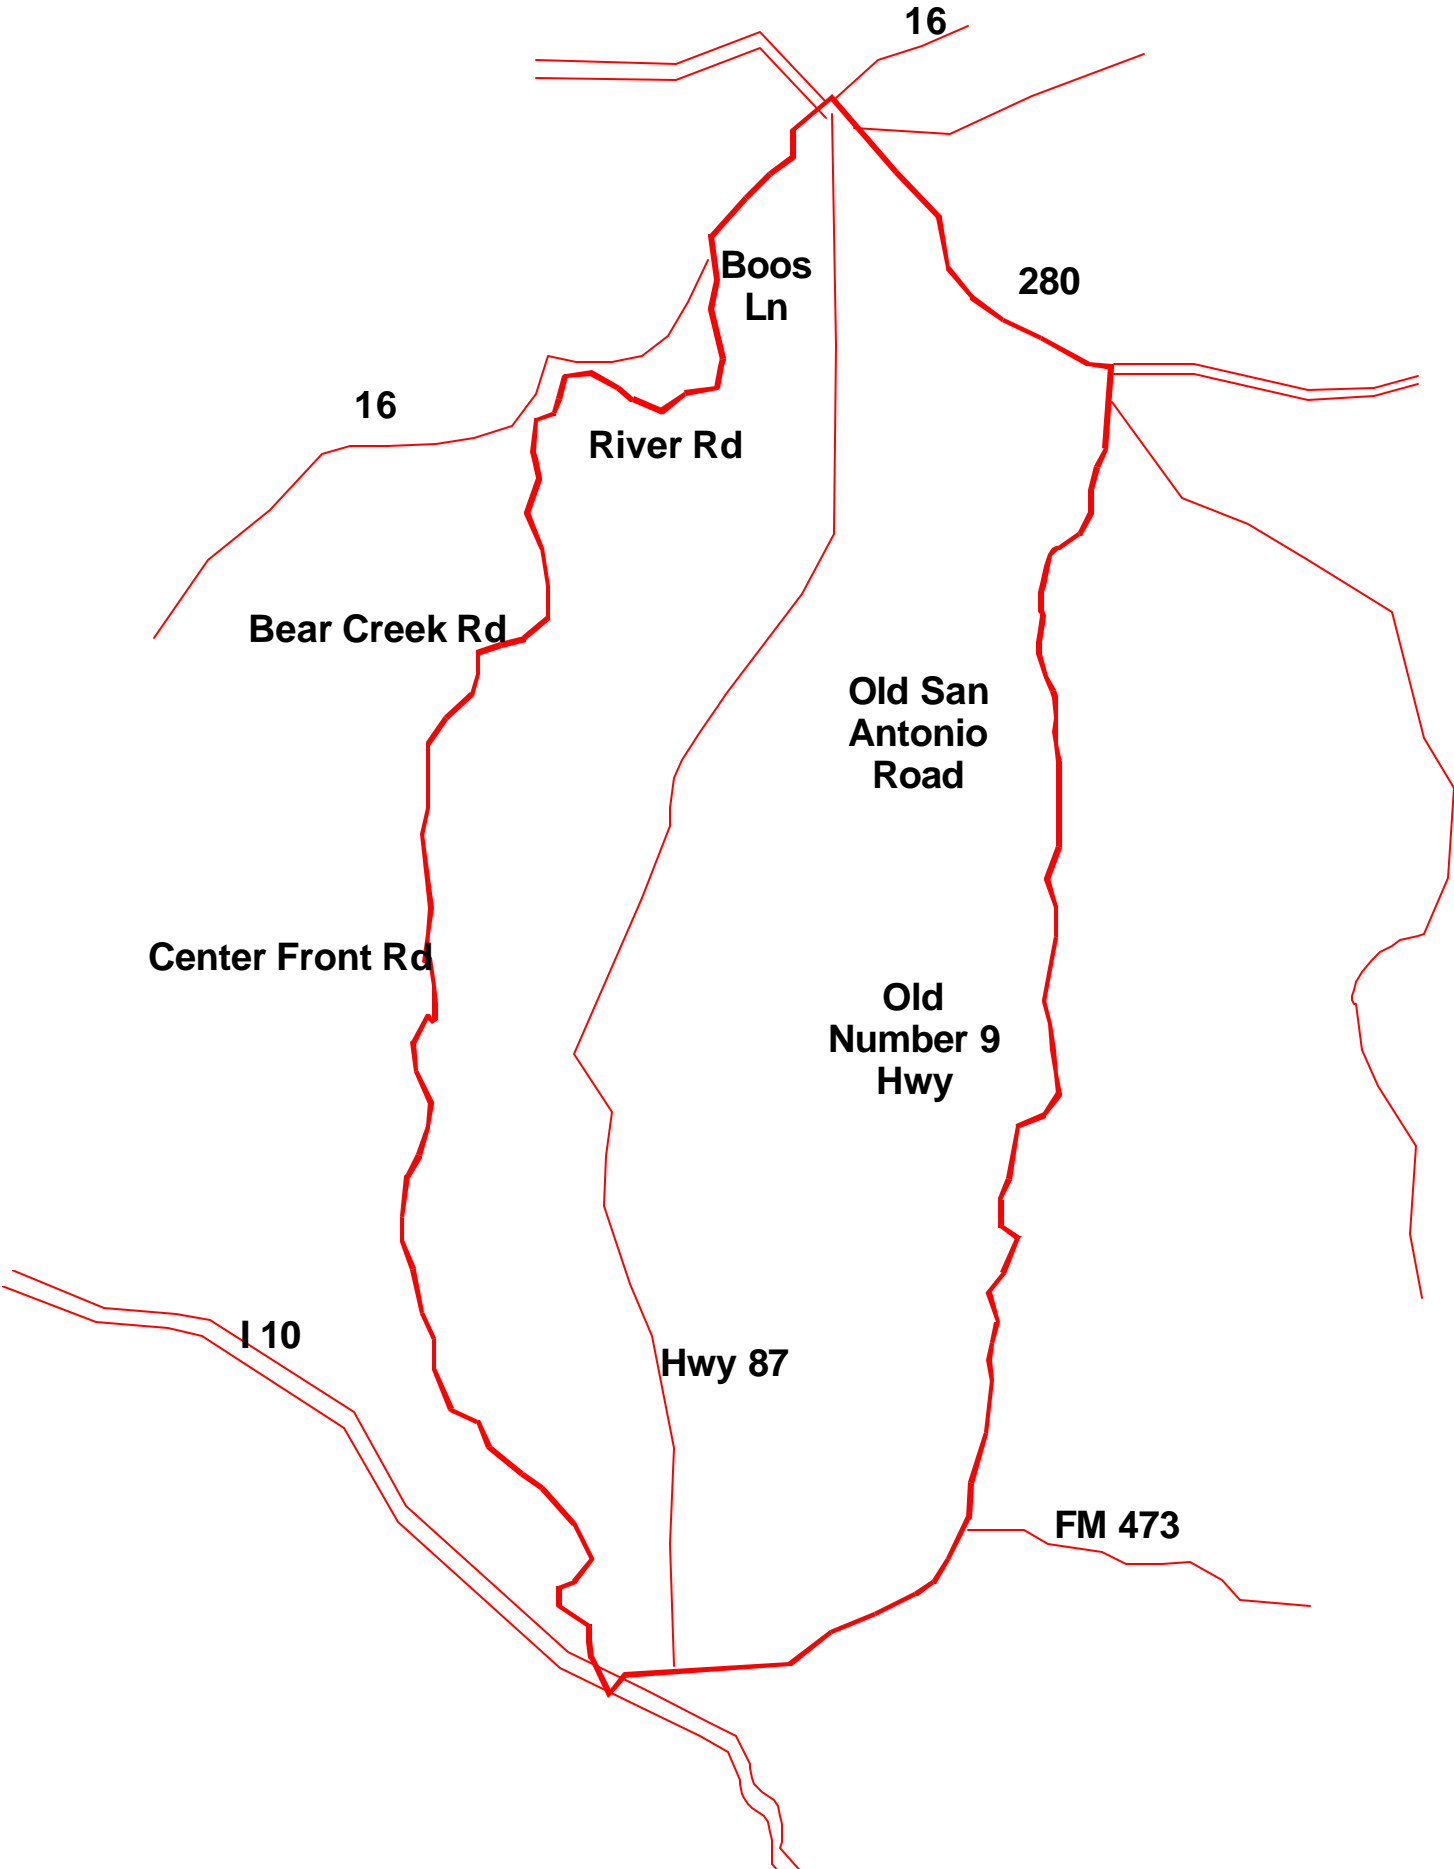 16
Boos
Ln
280
16
River Rd
Bear Creek Rd
Old San
Antonio
Road
Center Front Rd
Old
Number 9
Hwy
I 10
Hwy 87
FM 473